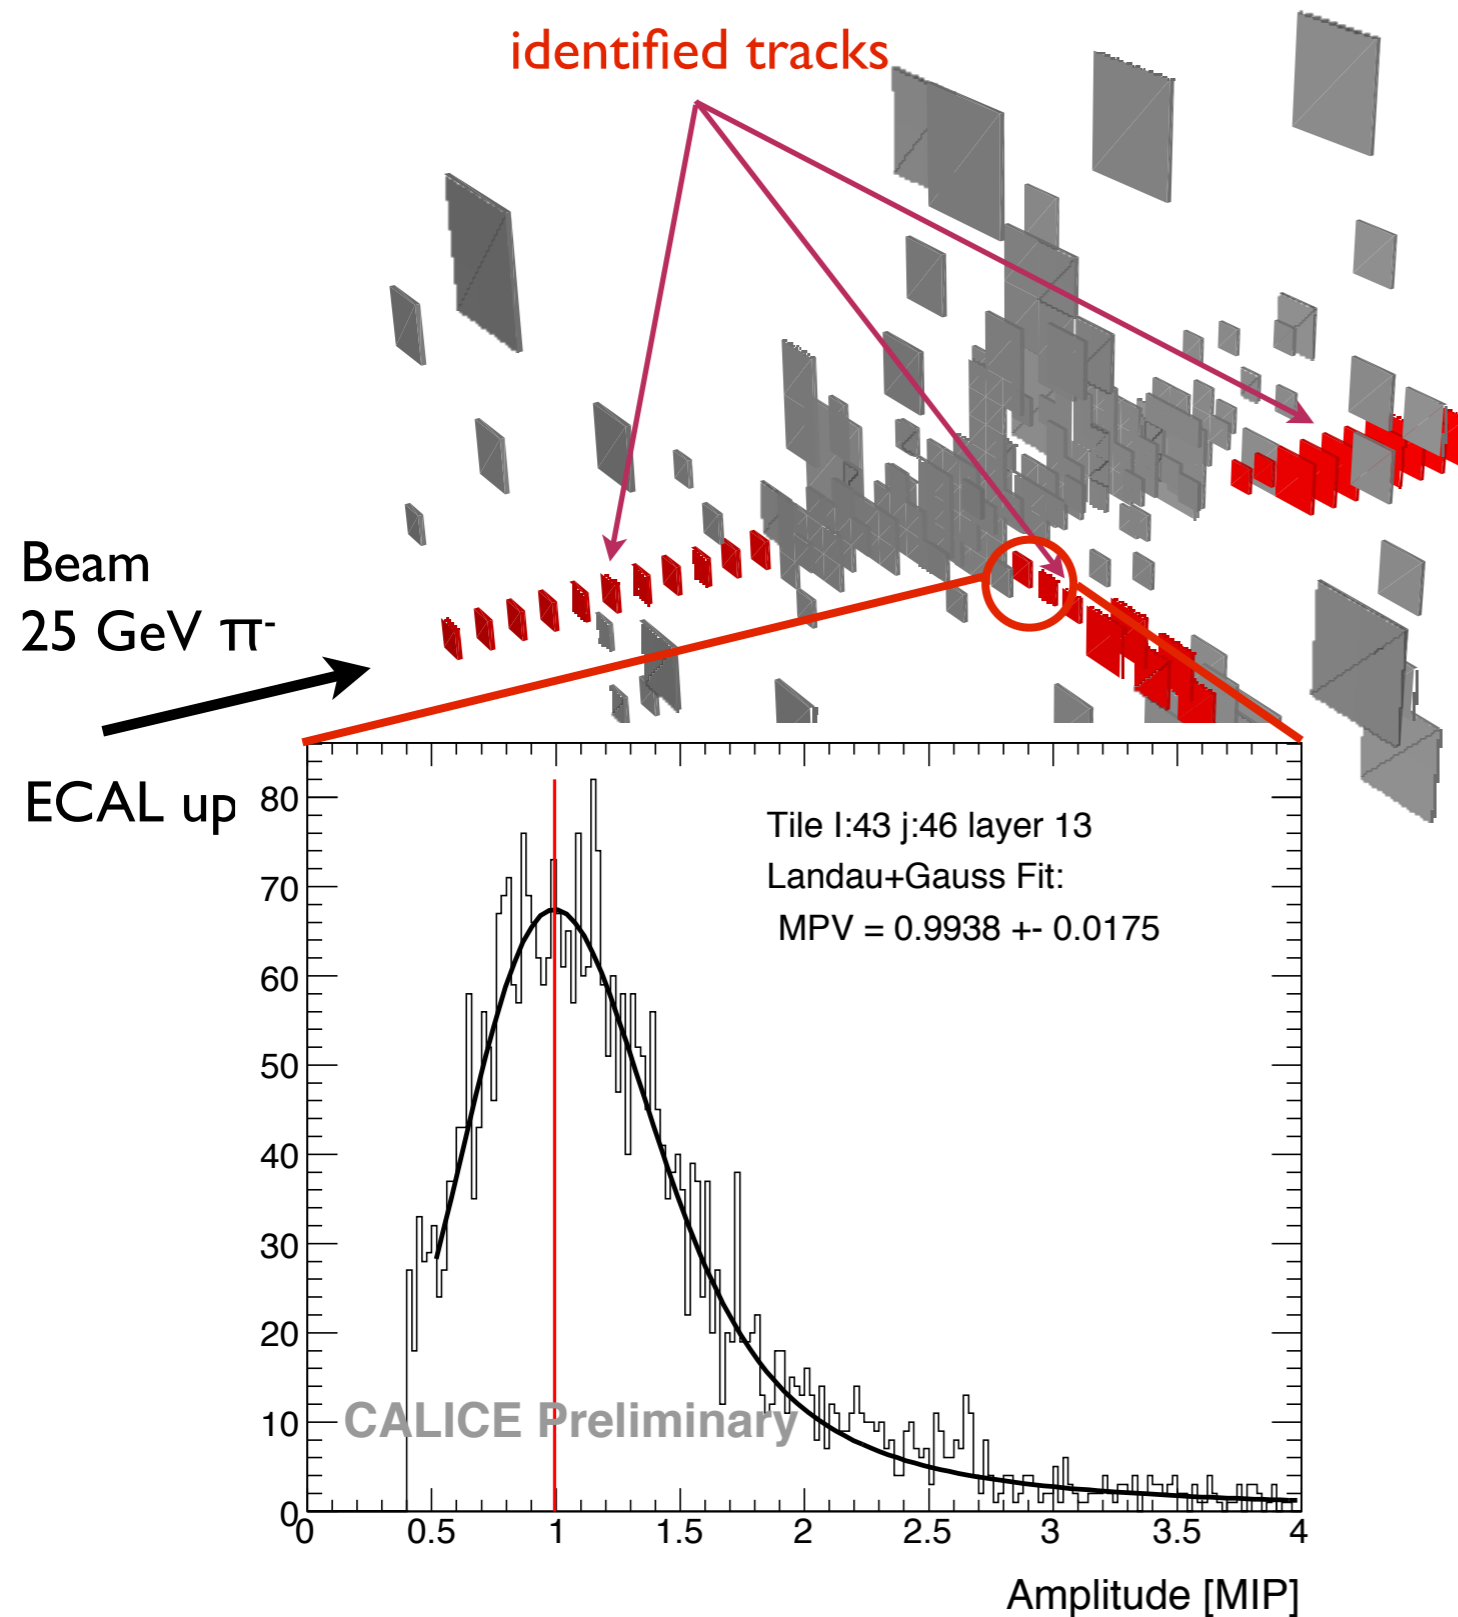 identified tracks
Beam
25 GeV π-
ECAL up
Tile I:43 j:46 layer 13
Landau+Gauss Fit:
MPV = 0.9938 +- 0.0175
80
70
60
50
40
30
20
10
0
CALICE Preliminary
0 0.5 1 1.5 2 2.5 3 3.5 4
Amplitude [MIP]